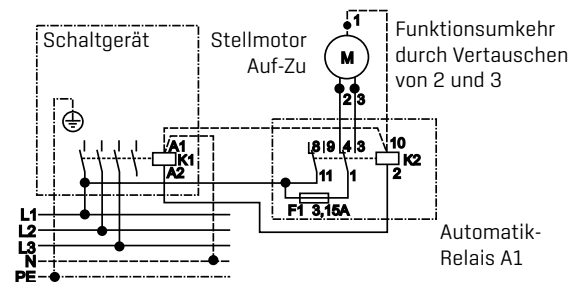 Schaltgerät
Stellmotor
Auf-Zu
1
M
2 3
Funktionsumkehr
durch Vertauschen
von 2 und 3
A1
K1
A2
8 9 4 3
11 1
10
K2
2
F1 3,15A
L1
L2
L3
N
PE
Automatik-
Relais A1